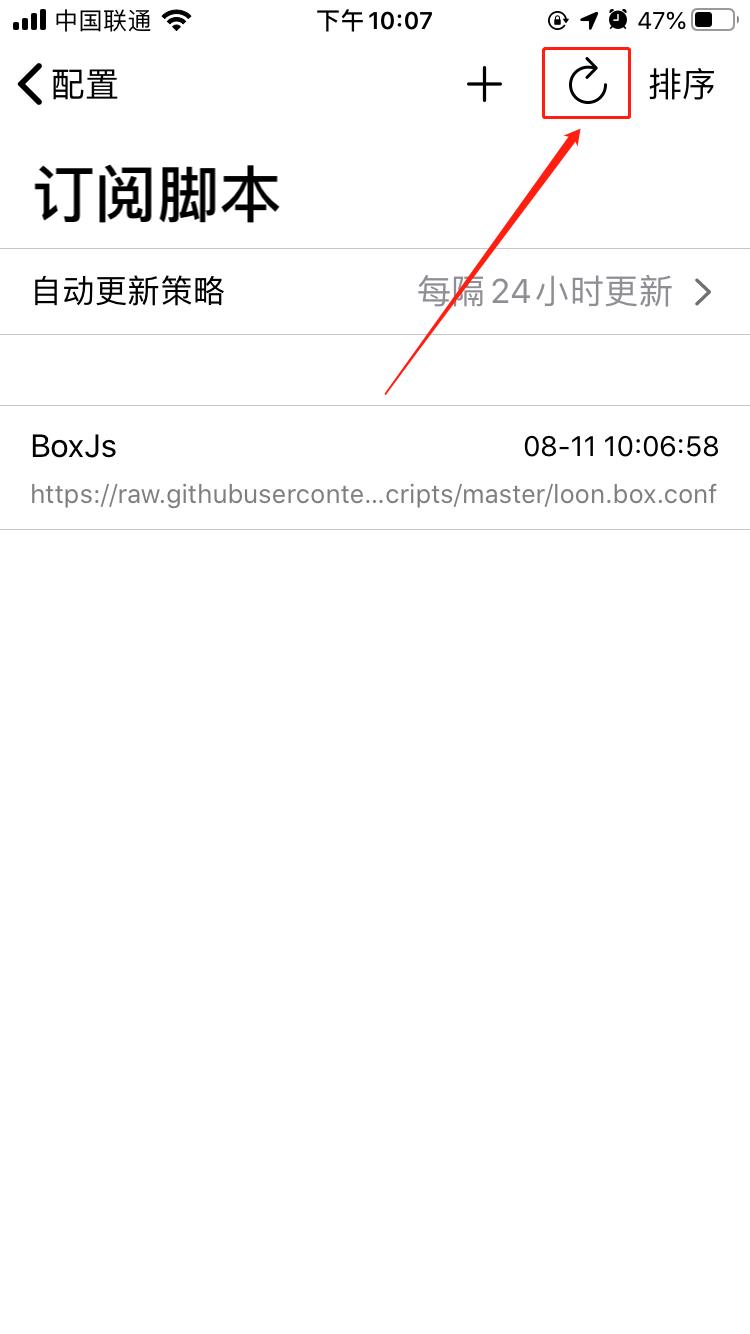 中国联通 下午10:07 47%
配置 排序
订阅脚本
自动更新策略 每隔24小时更新
BoxJs 08-11 10:06:58
https://raw.githubuserconte...cripts/master/loon.box.conf